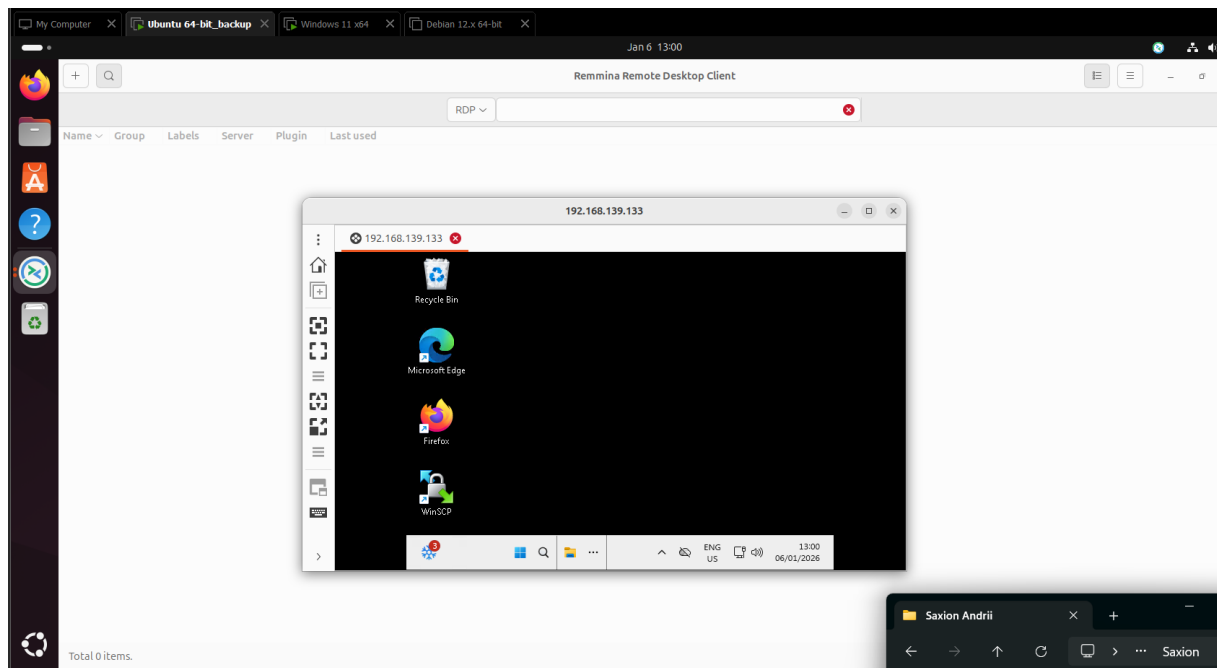 My Computer
Ubuntu 64-bit_backup
Windows 11 x64
Debian 12.x 64-bit
Jan 6 13:00
Remmina Remote Desktop Client
RDP
Name Group Labels Server Plugin Last used
192.168.139.133
192.168.139.133
Recycle Bin
Microsoft Edge
Firefox
WinSCP
3
ENG
US
13:00
06/01/2026
Saxion Andrii
Saxion
Total 0 items.